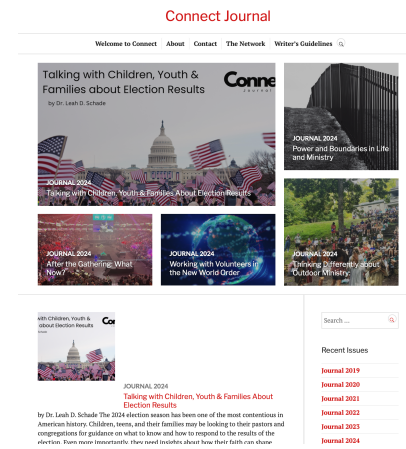 Connect Journal
Welcome to Connect
About
Contact
The Network
Writer's Guidelines
Talking with Children, Youth &
Families about Election Results
by Dr. Leah D. Schade
Conne
Journal
JOURNAL 2024
Talking with Children, Youth & Families About Election Results
JOURNAL 2024
Power and Boundaries in Life
and Ministry
JOURNAL 2024
After the Gathering: What
Now?
JOURNAL 2024
Working with Volunteers in
the New World Order
JOURNAL 2024
Thinking Differently about
Outdoor Ministry
with Children, Youth &
about Election Results
Co
JOURNAL 2024
Talking with Children, Youth & Families About
Election Results
by Dr. Leah D. Schade The 2024 election season has been one of the most contentious in
American history. Children, teens, and their families may be looking to their pastors and
congregations for guidance on what to know and how to respond to the results of the
election. Even more importantly, they need insights about how their faith can shape
Search ...
Recent Issues
Journal 2019
Journal 2020
Journal 2021
Journal 2022
Journal 2023
Journal 2024